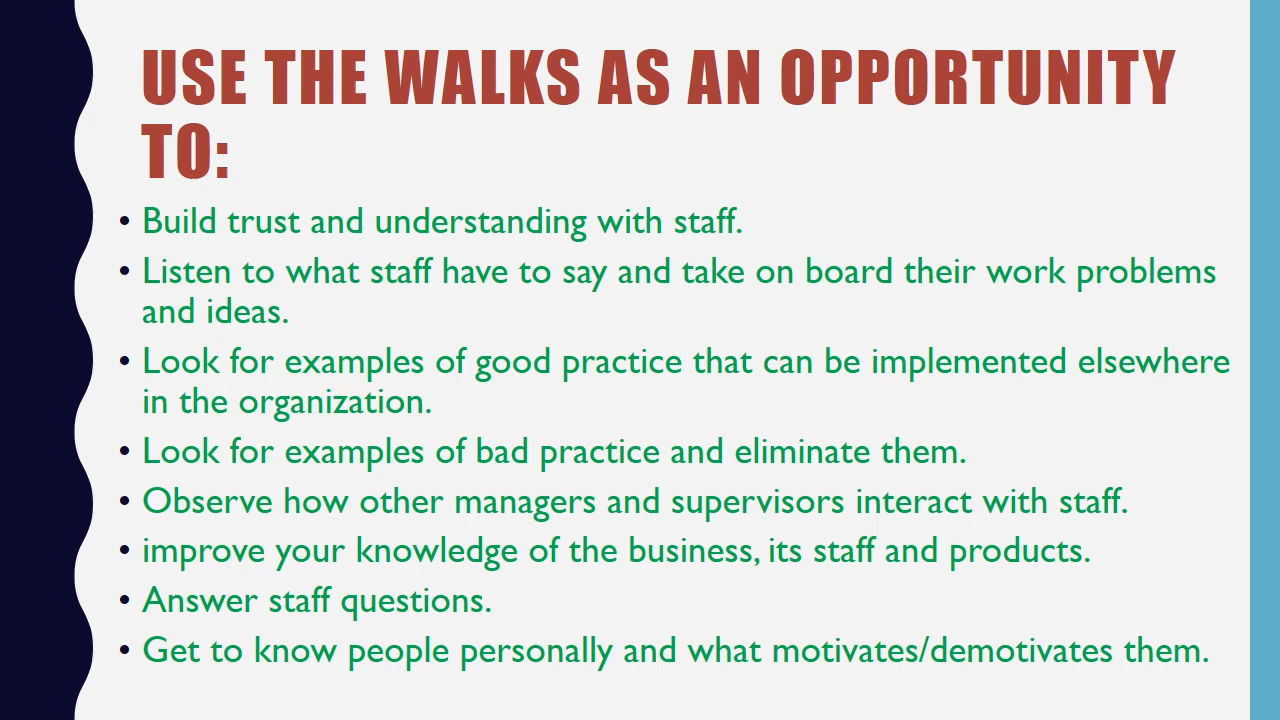 USE THE WALKS AS AN OPPORTUNITY
TO:
• Build trust and understanding with staff.
• Listen to what staff have to say and take on board their work problems
and ideas.
• Look for examples of good practice that can be implemented elsewhere
in the organization.
• Look for examples of bad practice and eliminate them.
• Observe how other managers and supervisors interact with staff.
• improve your knowledge of the business, its staff and products.
• Answer staff questions.
• Get to know people personally and what motivates/demotivates them.